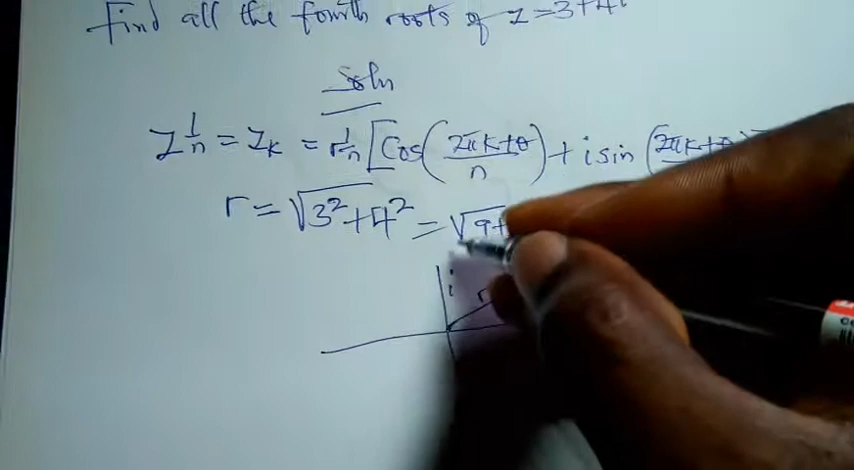 Find all the fourth roots of z = 3+4i
Soln
z^{1/n} = z_k = r^{1/n} [Cos((2πk+θ)/n) + i sin (2πk+θ)
r = √(3²+4²) = √9+
i
r